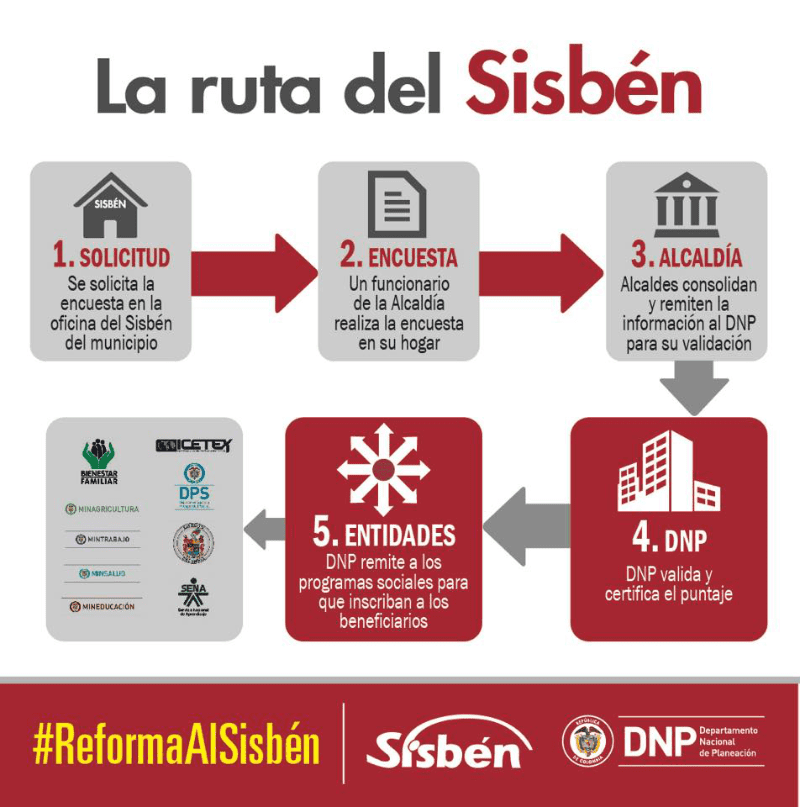 La ruta del Sisbén
SISBÉN
1. SOLICITUD
Se solicita la
encuesta en la
oficina del Sisbén
del municipio
2. ENCUESTA
Un funcionario
de la Alcaldía
realiza la encuesta
en su hogar
3. ALCALDÍA
Alcaldes consolidan
y remiten la
información al DNP
para su validación
4. DNP
DNP valida y
certifica el puntaje
5. ENTIDADES
DNP remite a los
programas sociales para
que inscriban a los
beneficiarios
BIENESTAR
FAMILIAR
ICETEX
DPS
MINAGRICULTURA
MINTRABAJO
MINSALUD
MINEDUCACIÓN
SENA
#ReformaAlSisbén
Sisbén
REPÚBLICA
DE COLOMBIA
DNP
Departamento
Nacional
de Planeación